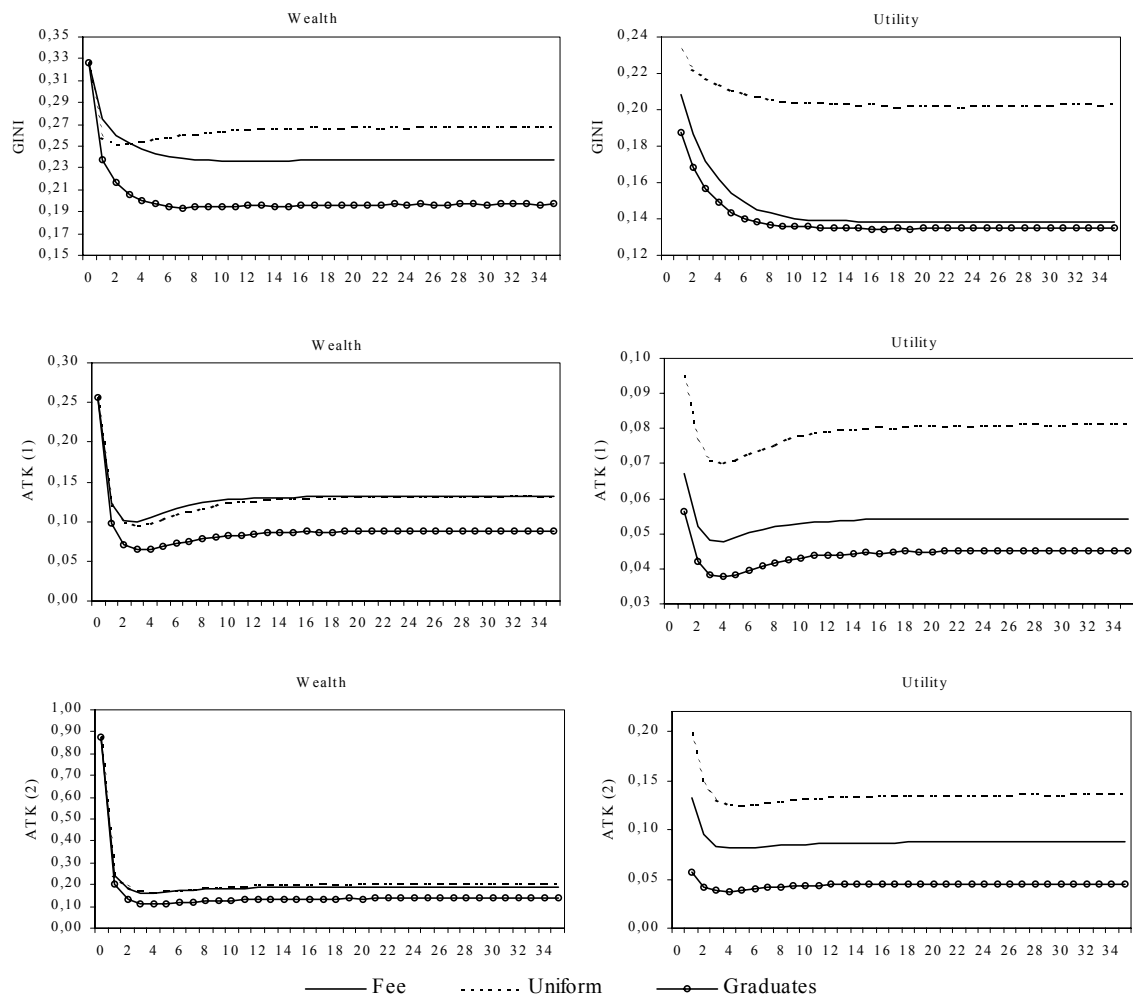 Wealth
GINI
0,35
0,33
0,31
0,29
0,27
0,25
0,23
0,21
0,19
0,17
0,15
0 2 4 6 8 10 12 14 16 18 20 22 24 26 28 30 32 34
Utility
GINI
0,24
0,22
0,20
0,18
0,16
0,14
0,12
0 2 4 6 8 10 12 14 16 18 20 22 24 26 28 30 32 34
Wealth
ATK (1)
0,30
0,25
0,20
0,15
0,10
0,05
0,00
0 2 4 6 8 10 12 14 16 18 20 22 24 26 28 30 32 34
Utility
ATK (1)
0,10
0,09
0,08
0,07
0,06
0,05
0,04
0,03
0 2 4 6 8 10 12 14 16 18 20 22 24 26 28 30 32 34
Wealth
ATK (2)
1,00
0,90
0,80
0,70
0,60
0,50
0,40
0,30
0,20
0,10
0,00
0 2 4 6 8 10 12 14 16 18 20 22 24 26 28 30 32 34
Utility
ATK (2)
0,20
0,15
0,10
0,05
0,00
0 2 4 6 8 10 12 14 16 18 20 22 24 26 28 30 32 34
Fee Uniform Graduates